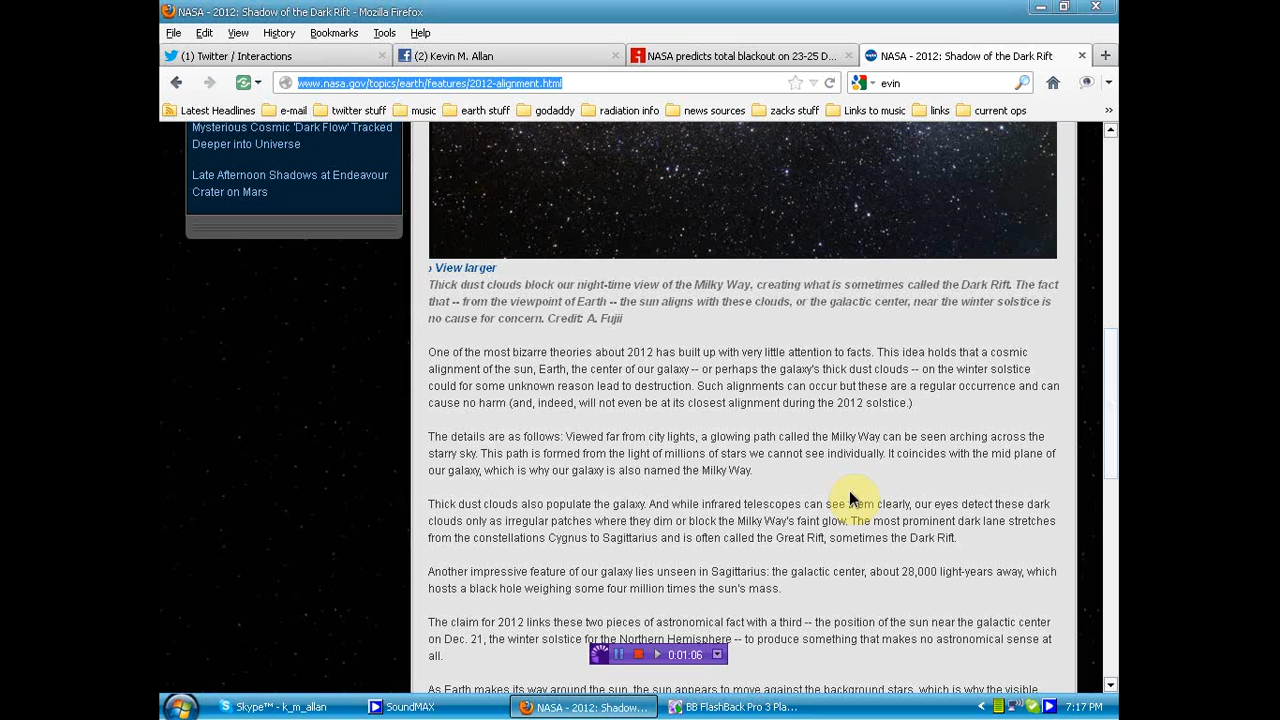 NASA - 2012: Shadow of the Dark Rift - Mozilla Firefox
File Edit View History Bookmarks Tools Help
(1) Twitter / Interactions
(2) Kevin M. Allan
NASA predicts total blackout on 23-25 D...
NASA - 2012: Shadow of the Dark Rift
www.nasa.gov/topics/earth/features/2012-alignment.html
evin
Latest Headlines e-mail twitter stuff music earth stuff godaddy radiation info news sources zacks stuff Links to music links current ops
Mysterious Cosmic 'Dark Flow' Tracked
Deeper into Universe
Late Afternoon Shadows at Endeavour
Crater on Mars
› View larger
Thick dust clouds block our night-time view of the Milky Way, creating what is sometimes called the Dark Rift. The fact
that -- from the viewpoint of Earth -- the sun aligns with these clouds, or the galactic center, near the winter solstice is
no cause for concern. Credit: A. Fujii
One of the most bizarre theories about 2012 has built up with very little attention to facts. This idea holds that a cosmic
alignment of the sun, Earth, the center of our galaxy -- or perhaps the galaxy's thick dust clouds -- on the winter solstice
could for some unknown reason lead to destruction. Such alignments can occur but these are a regular occurrence and can
cause no harm (and, indeed, will not even be at its closest alignment during the 2012 solstice.)
The details are as follows: Viewed far from city lights, a glowing path called the Milky Way can be seen arching across the
starry sky. This path is formed from the light of millions of stars we cannot see individually. It coincides with the mid plane of
our galaxy, which is why our galaxy is also named the Milky Way.
Thick dust clouds also populate the galaxy. And while infrared telescopes can see them clearly, our eyes detect these dark
clouds only as irregular patches where they dim or block the Milky Way's faint glow. The most prominent dark lane stretches
from the constellations Cygnus to Sagittarius and is often called the Great Rift, sometimes the Dark Rift.
Another impressive feature of our galaxy lies unseen in Sagittarius: the galactic center, about 28,000 light-years away, which
hosts a black hole weighing some four million times the sun's mass.
The claim for 2012 links these two pieces of astronomical fact with a third -- the position of the sun near the galactic center
on Dec. 21, the winter solstice for the Northern Hemisphere -- to produce something that makes no astronomical sense at
all.
As Earth makes its way around the sun, the sun appears to move against the background stars, which is why the visible
0:01:06
Skype™ - k_m_allan
SoundMAX
NASA - 2012: Shadow...
BB FlashBack Pro 3 Pla...
7:17 PM